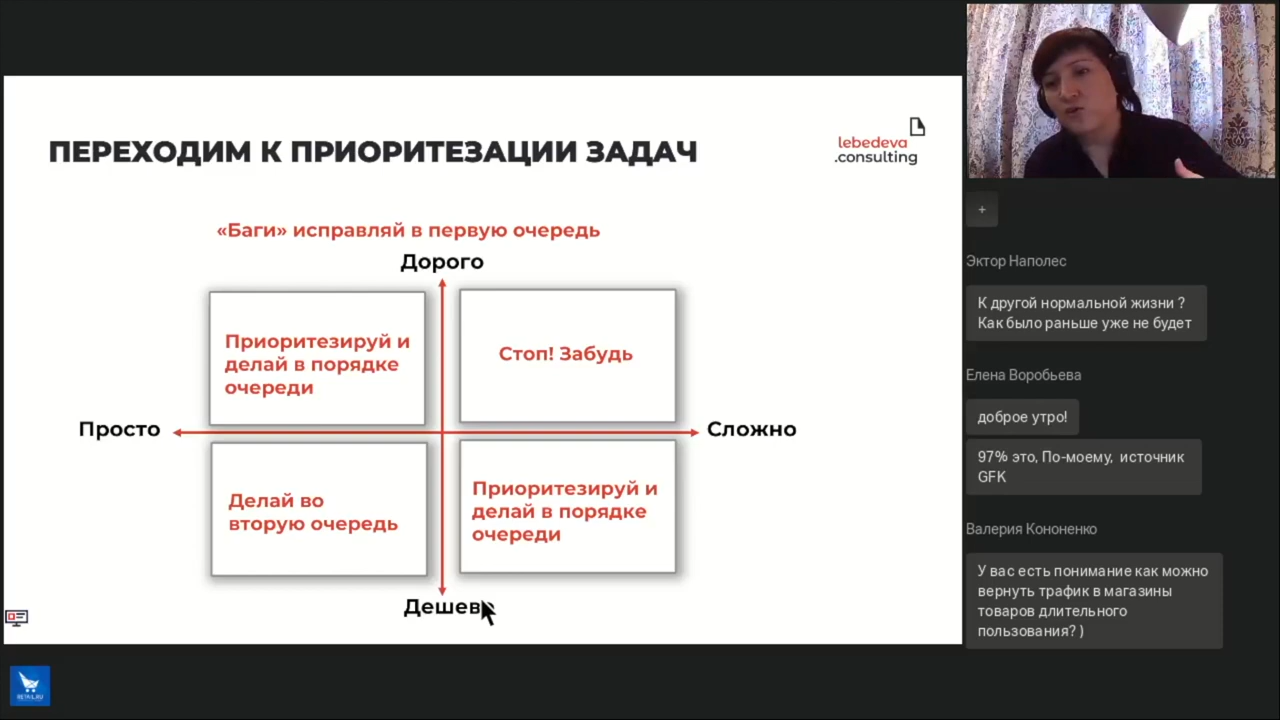 ПЕРЕХОДИМ К ПРИОРИТЕЗАЦИИ ЗАДАЧ
lebedeva
.consulting
«Баги» исправляй в первую очередь
Дорого
Приоритезируй и
делай в порядке
очереди
Стоп! Забудь
Просто
Сложно
Делай во
вторую очередь
Приоритезируй и
делай в порядке
очереди
Дешево
+
Эктор Наполес
К другой нормальной жизни ?
Как было раньше уже не будет
Елена Воробьева
доброе утро!
97% это, По-моему, источник
GFK
Валерия Кононенко
У вас есть понимание как можно
вернуть трафик в магазины
товаров длительного
пользования? )
RETAIL.RU